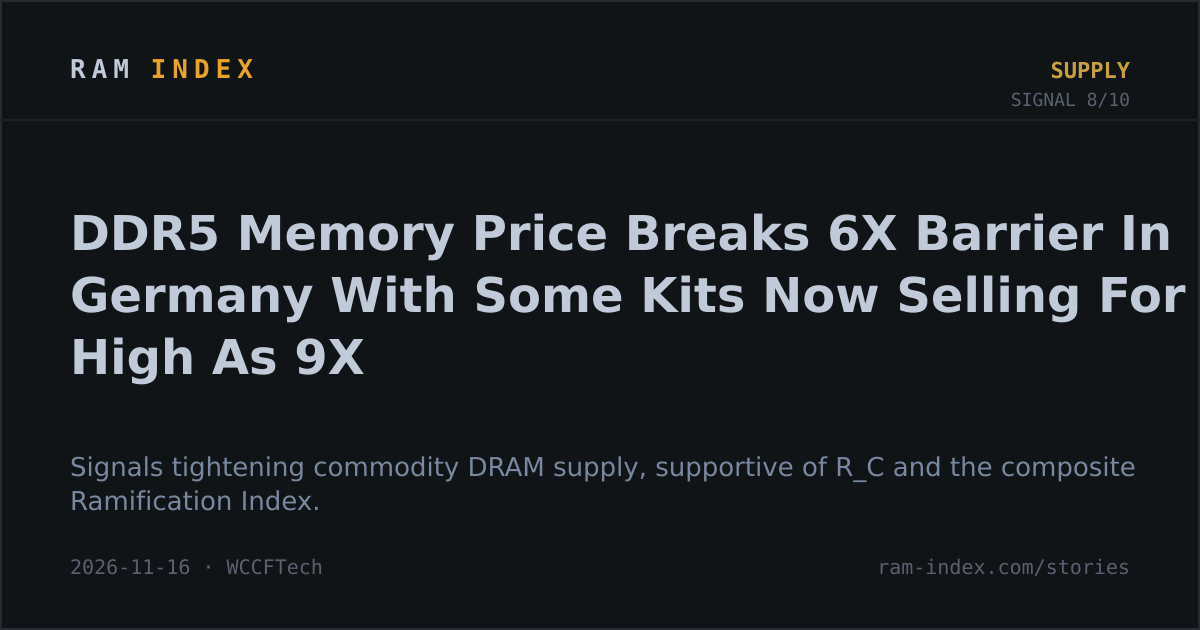 RAM INDEX
SUPPLY
SIGNAL 8/10
DDR5 Memory Price Breaks 6X Barrier In
Germany With Some Kits Now Selling For
High As 9X
Signals tightening commodity DRAM supply, supportive of R_C and the composite
Ramification Index.
2026-11-16 · WCCFTech
ram-index.com/stories